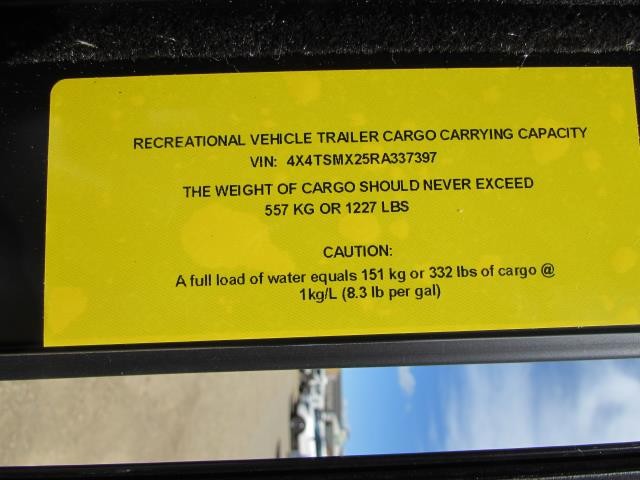 RECREATIONAL VEHICLE TRAILER CARGO CARRYING CAPACITY
VIN: 4X4TSMX25RA337397
THE WEIGHT OF CARGO SHOULD NEVER EXCEED
557 KG OR 1227 LBS
CAUTION:
A full load of water equals 151 kg or 332 lbs of cargo @
1kg/L (8.3 lb per gal)